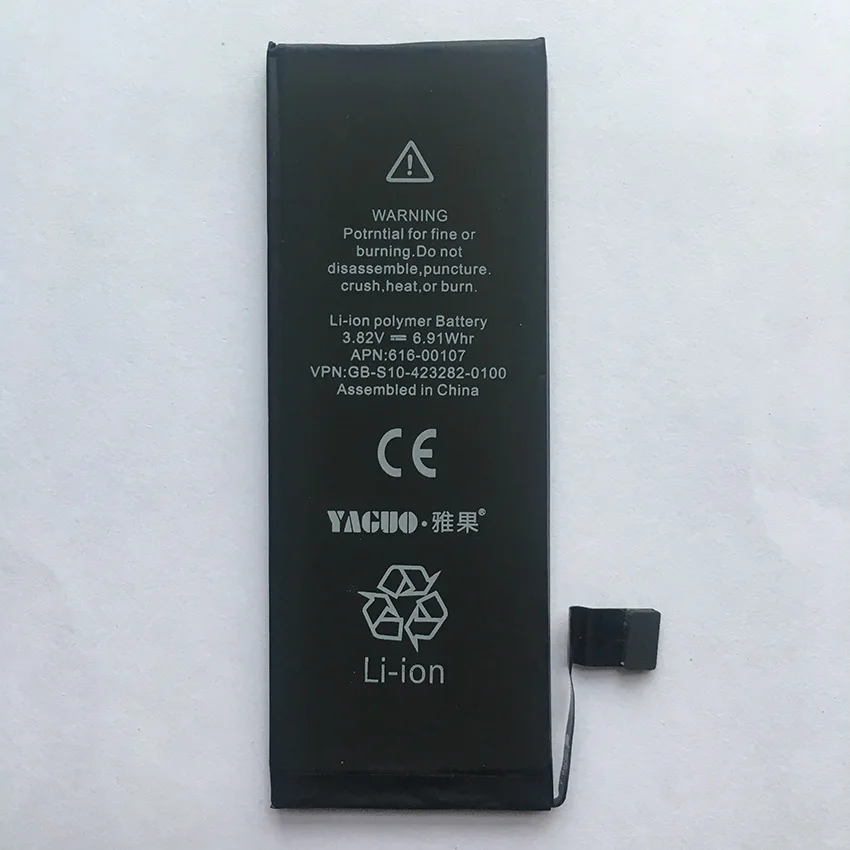 WARNING
Potrntial for fine or
burning.Do not
disassemble,puncture.
crush,heat,or burn.
Li-ion polymer Battery
3.82V ⎓ 6.91Whr
APN:616-00107
VPN:GB-S10-423282-0100
Assembled in China
CE
YAGUO·雅果®
Li-ion